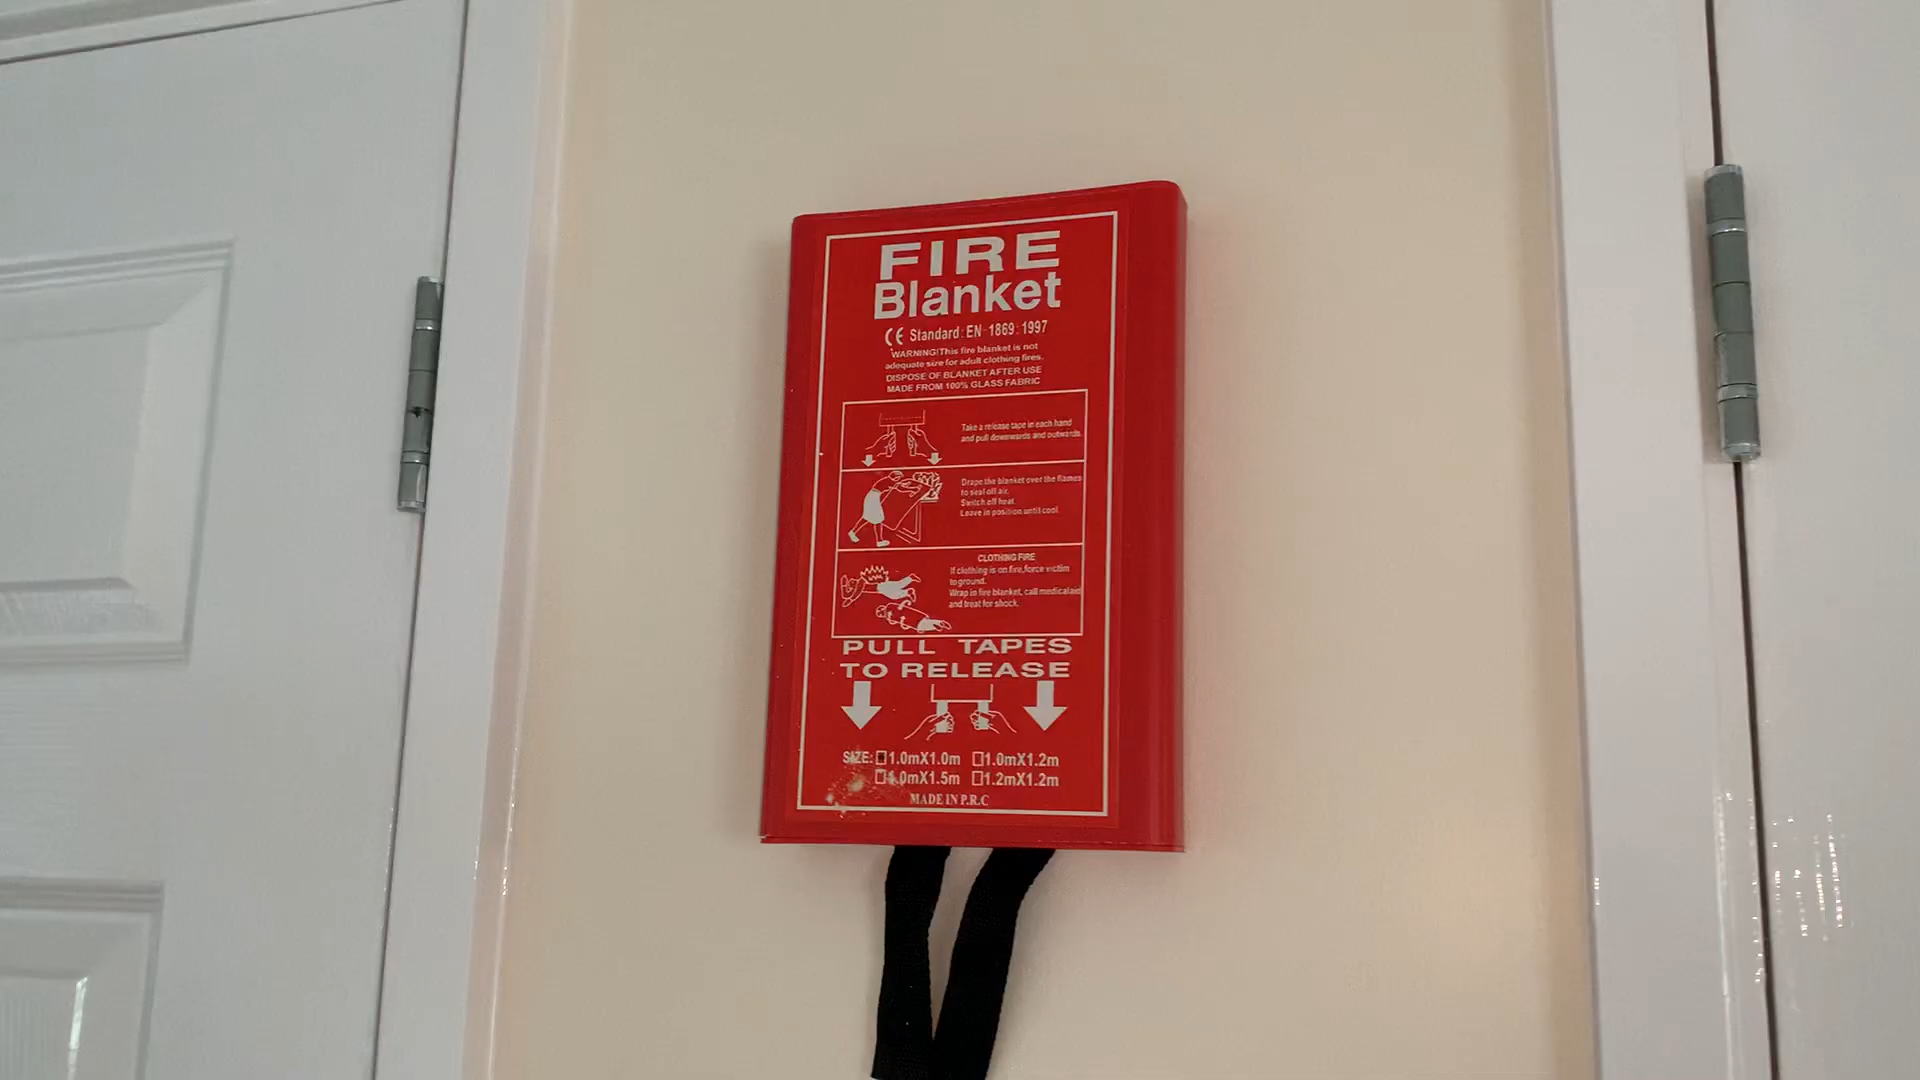 FIRE
Blanket
CE Standard: EN-1869: 1997
WARNING!This fire blanket is not
adequate size for adult clothing fires.
DISPOSE OF BLANKET AFTER USE
MADE FROM 100% GLASS FABRIC
Take a release tape in each hand
and pull downwards and outwards.
Drape the blanket over the flames
to seal off air.
Switch off heat.
Leave in position until cool.
CLOTHING FIRE
If clothing is on fire,force victim
to ground.
Wrap in fire blanket, call medical aid
and treat for shock.
PULL TAPES
TO RELEASE
SIZE: □1.0mX1.0m □1.0mX1.2m
□1.0mX1.5m □1.2mX1.2m
MADE IN P.R.C